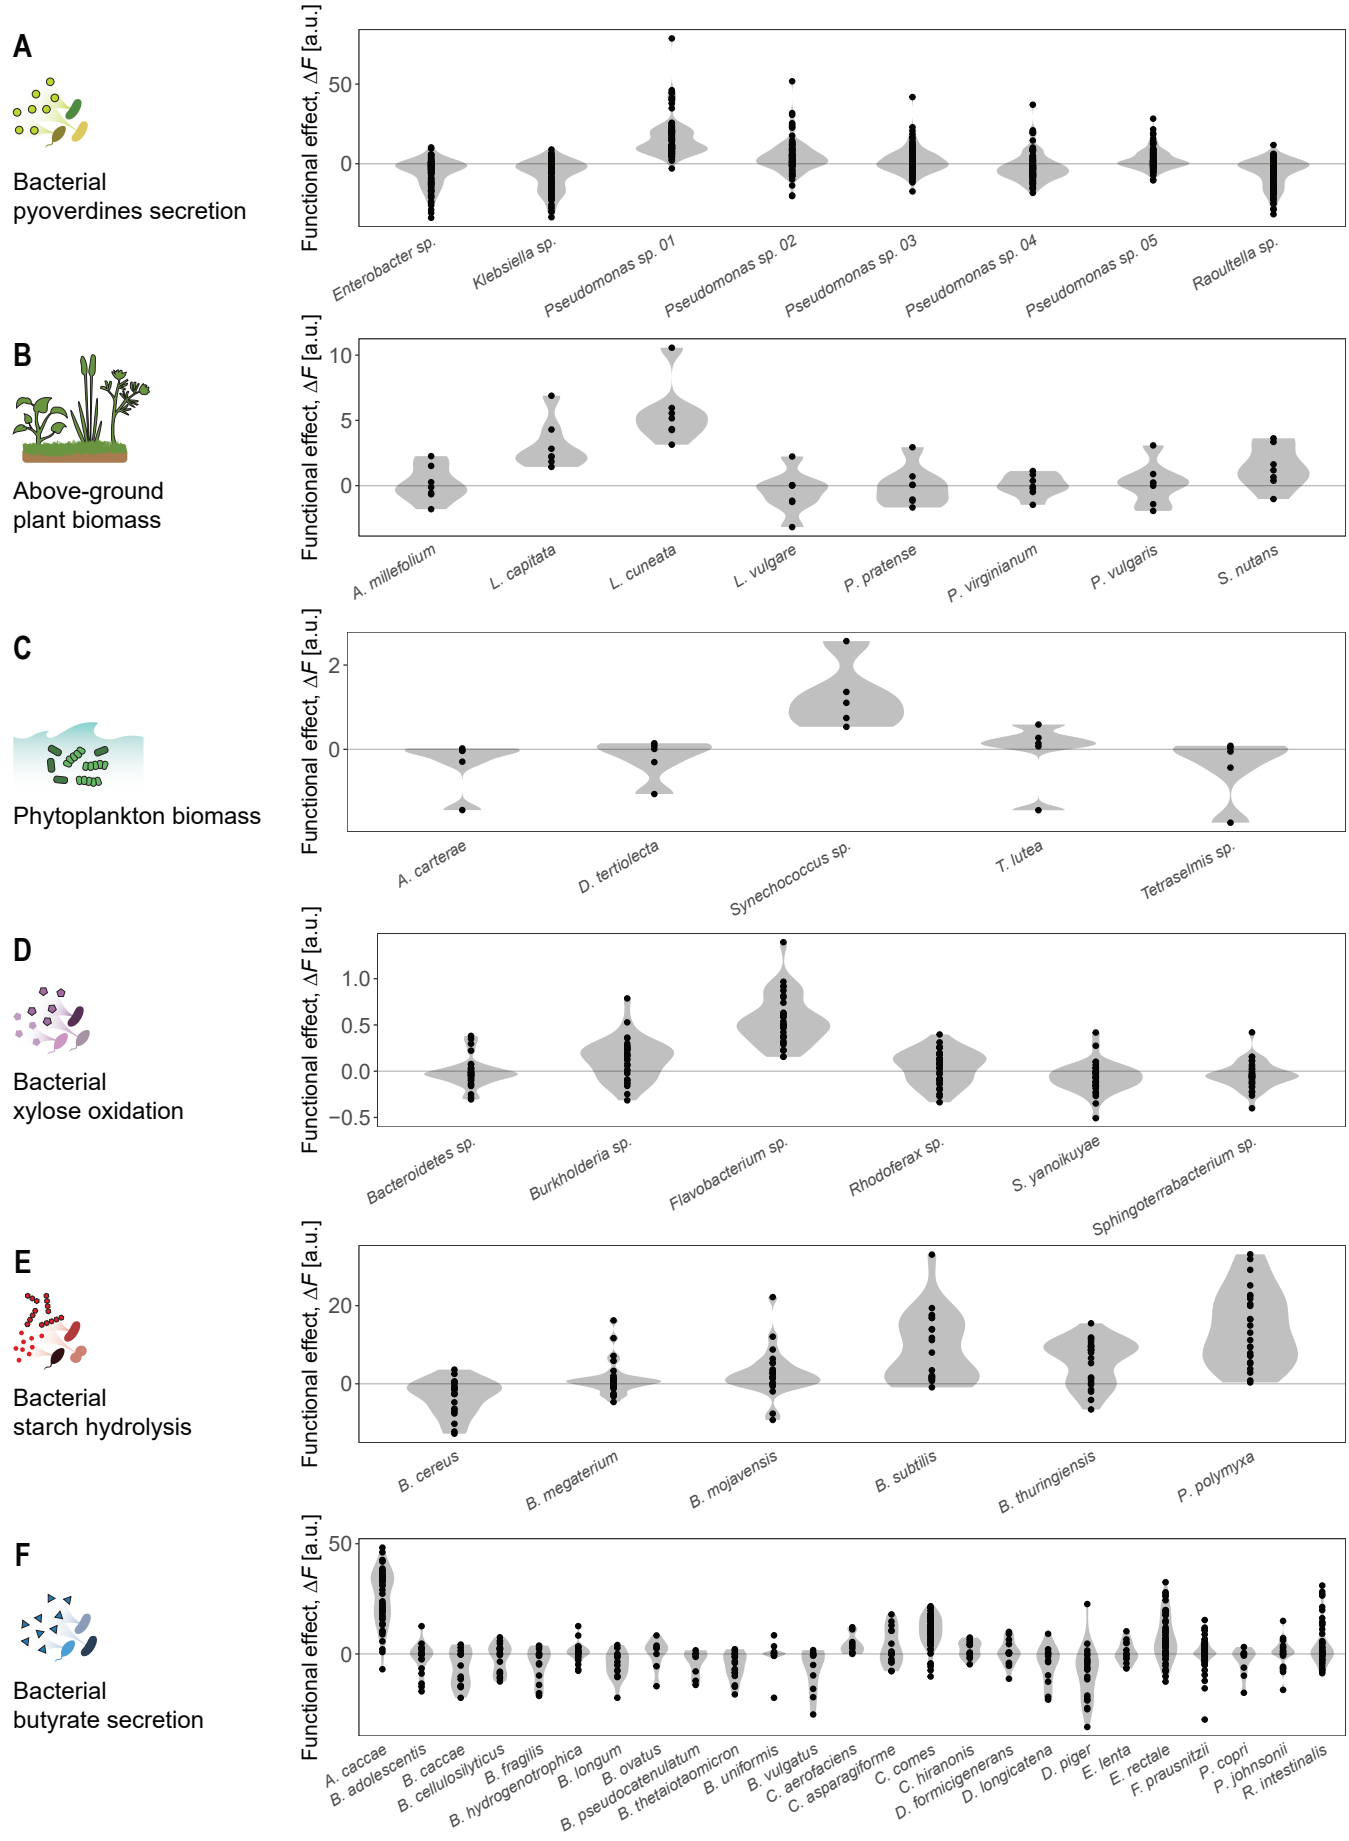 A
Bacterial
pyoverdines secretion
Functional effect, ΔF [a.u.]
50
0
Enterobacter sp.
Klebsiella sp.
Pseudomonas sp. 01
Pseudomonas sp. 02
Pseudomonas sp. 03
Pseudomonas sp. 04
Pseudomonas sp. 05
Raoultella sp.
B
Above-ground
plant biomass
Functional effect, ΔF [a.u.]
10
5
0
A. millefolium
L. capitata
L. cuneata
L. vulgare
P. pratense
P. virginianum
P. vulgaris
S. nutans
C
Phytoplankton biomass
Functional effect, ΔF [a.u.]
2
0
A. carterae
D. tertiolecta
Synechococcus sp.
T. lutea
Tetraselmis sp.
D
Bacterial
xylose oxidation
Functional effect, ΔF [a.u.]
1.0
0.5
0.0
−0.5
Bacteroidetes sp.
Burkholderia sp.
Flavobacterium sp.
Rhodoferax sp.
S. yanoikuyae
Sphingoterrabacterium sp.
E
Bacterial
starch hydrolysis
Functional effect, ΔF [a.u.]
20
0
B. cereus
B. megaterium
B. mojavensis
B. subtilis
B. thuringiensis
P. polymyxa
F
Bacterial
butyrate secretion
Functional effect, ΔF [a.u.]
50
0
A. caccae
B. adolescentis
B. caccae
B. cellulosilyticus
B. fragilis
B. hydrogenotrophica
B. longum
B. ovatus
B. pseudocatenulatum
B. thetaiotaomicron
B. uniformis
B. vulgatus
C. aerofaciens
C. asparagiforme
C. comes
C. hiranonis
D. formicigenerans
D. longicatena
D. piger
E. lenta
E. rectale
F. prausnitzii
P. copri
P. johnsonii
R. intestinalis